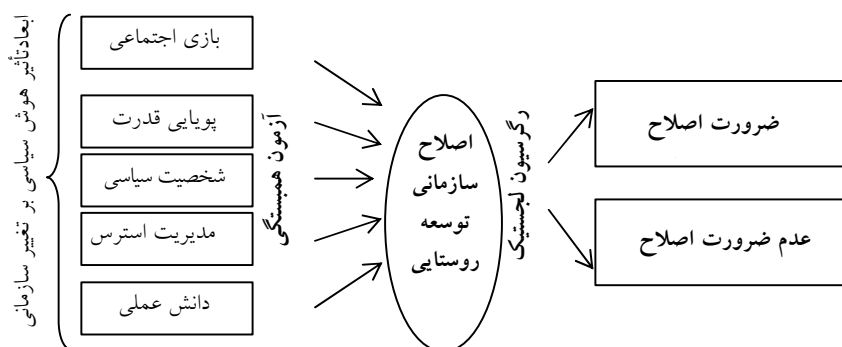 ابعادتأثیر هوش سیاسی بر تغییر سازمانی
بازی اجتماعی
پویایی قدرت
شخصیت سیاسی
مدیریت استرس
دانش عملی
آزمون همبستگی
اصلاح
سازمانی
توسعه
روستایی
رگرسیون لجستیک
ضرورت اصلاح
عدم ضرورت اصلاح